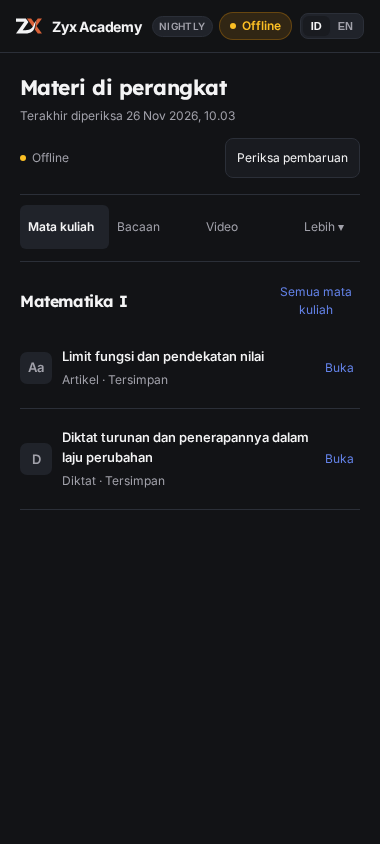 ZX Zyx Academy NIGHTLY Offline ID EN
Materi di perangkat
Terakhir diperiksa 26 Nov 2026, 10.03
Offline Periksa pembaruan
Mata kuliah Bacaan Video Lebih ▾
Matematika I
Semua mata
kuliah
Aa
Limit fungsi dan pendekatan nilai
Artikel · Tersimpan
Buka
D
Diktat turunan dan penerapannya dalam
laju perubahan
Diktat · Tersimpan
Buka